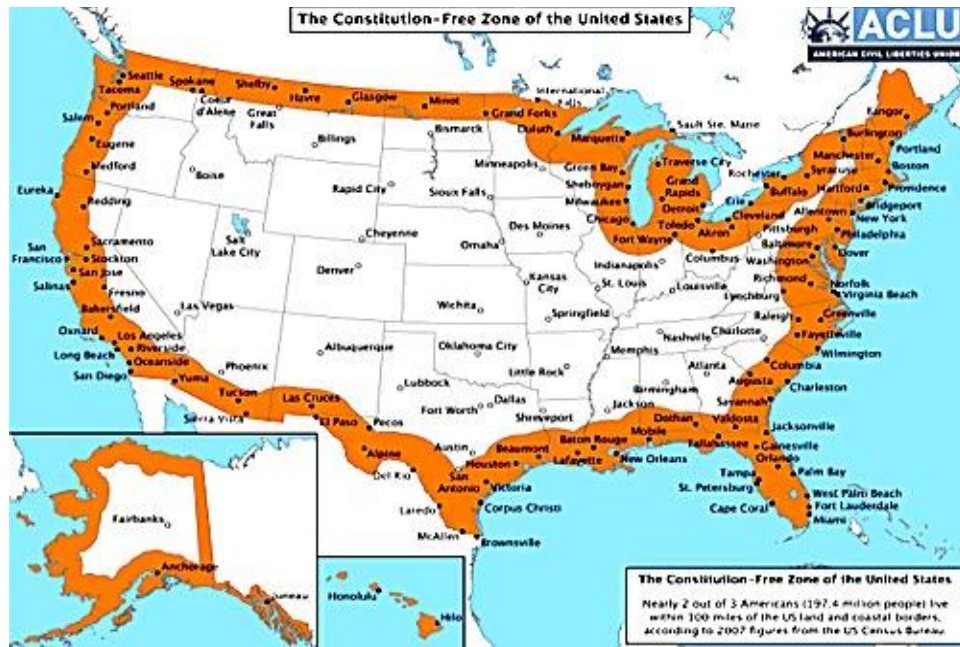 The Constitution-Free Zone of the United States
ACLU
AMERICAN CIVIL LIBERTIES UNION
Seattle
Tacoma
Spokane
Coeur
d'Alene
Shelby
Havre
Great
Falls
Glasgow
Minot
Grand Forks
International
Falls
Duluth
Marquette
Sault Ste. Marie
Bangor
Burlington
Portland
Salem
Portland
Eugene
Medford
Boise
Billings
Bismarck
Minneapolis
Green Bay
Traverse City
Rochester
Syracuse
Manchester
Boston
Eureka
Redding
Rapid City
Sioux Falls
Sheboygan
Milwaukee
Grand
Rapids
Detroit
Buffalo
Erie
Hartford
Providence
Bridgeport
New York
Allentown
Philadelphia
Chicago
Toledo
Cleveland
Akron
Pittsburgh
Fort Wayne
Columbus
Baltimore
Washington
Dover
Sacramento
Stockton
San
Francisco
San Jose
Salinas
Fresno
Salt
Lake City
Cheyenne
Omaha
Des Moines
Indianapolis
Denver
Kansas
City
St. Louis
Louisville
Richmond
Norfolk
Virginia Beach
Lynchburg
Bakersfield
Las Vegas
Wichita
Springfield
Raleigh
Greenville
Oxnard
Los Angeles
Long Beach
Riverside
Oceanside
San Diego
Albuquerque
Oklahoma City
Nashville
Charlotte
Fayetteville
Memphis
Wilmington
Phoenix
Yuma
Tucson
Sierra Vista
Las Cruces
El Paso
Lubbock
Little Rock
Atlanta
Birmingham
Columbia
Augusta
Charleston
Savannah
Fort Worth
Dallas
Shreveport
Jackson
Dothan
Valdosta
Pecos
Alpine
Austin
Beaumont
Baton Rouge
Mobile
Tallahassee
Jacksonville
Gainesville
Del Rio
Houston
Lafayette
New Orleans
Orlando
San
Antonio
Victoria
Tampa
St. Petersburg
Palm Bay
Laredo
Corpus Christi
Cape Coral
West Palm Beach
Fort Lauderdale
Miami
McAllen
Brownsville
Fairbanks
Anchorage
Juneau
Honolulu
Hilo
The Constitution-Free Zone of the United States
Nearly 2 out of 3 Americans (197.4 million people) live
within 100 miles of the US land and coastal borders,
according to 2007 figures from the US Census Bureau.